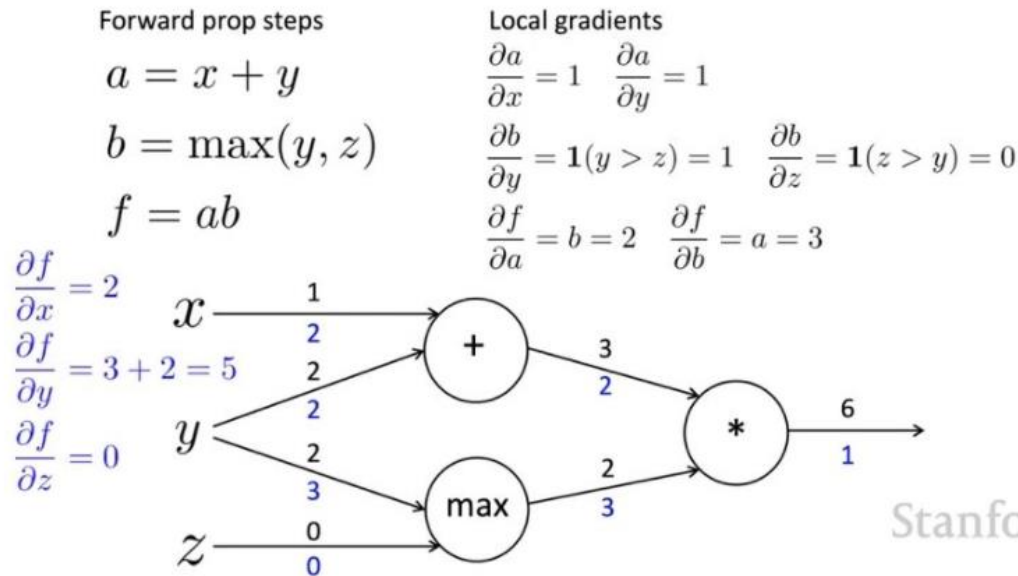 Forward prop steps
a = x + y
b = max(y, z)
f = ab
Local gradients
∂a/∂x = 1 ∂a/∂y = 1
∂b/∂y = 𝟏(y > z) = 1 ∂b/∂z = 𝟏(z > y) = 0
∂f/∂a = b = 2 ∂f/∂b = a = 3
∂f/∂x = 2
∂f/∂y = 3 + 2 = 5
∂f/∂z = 0
x
1
2
y
2
2
2
3
z
0
0
+
max
3
2
2
3
*
6
1
Stanfo